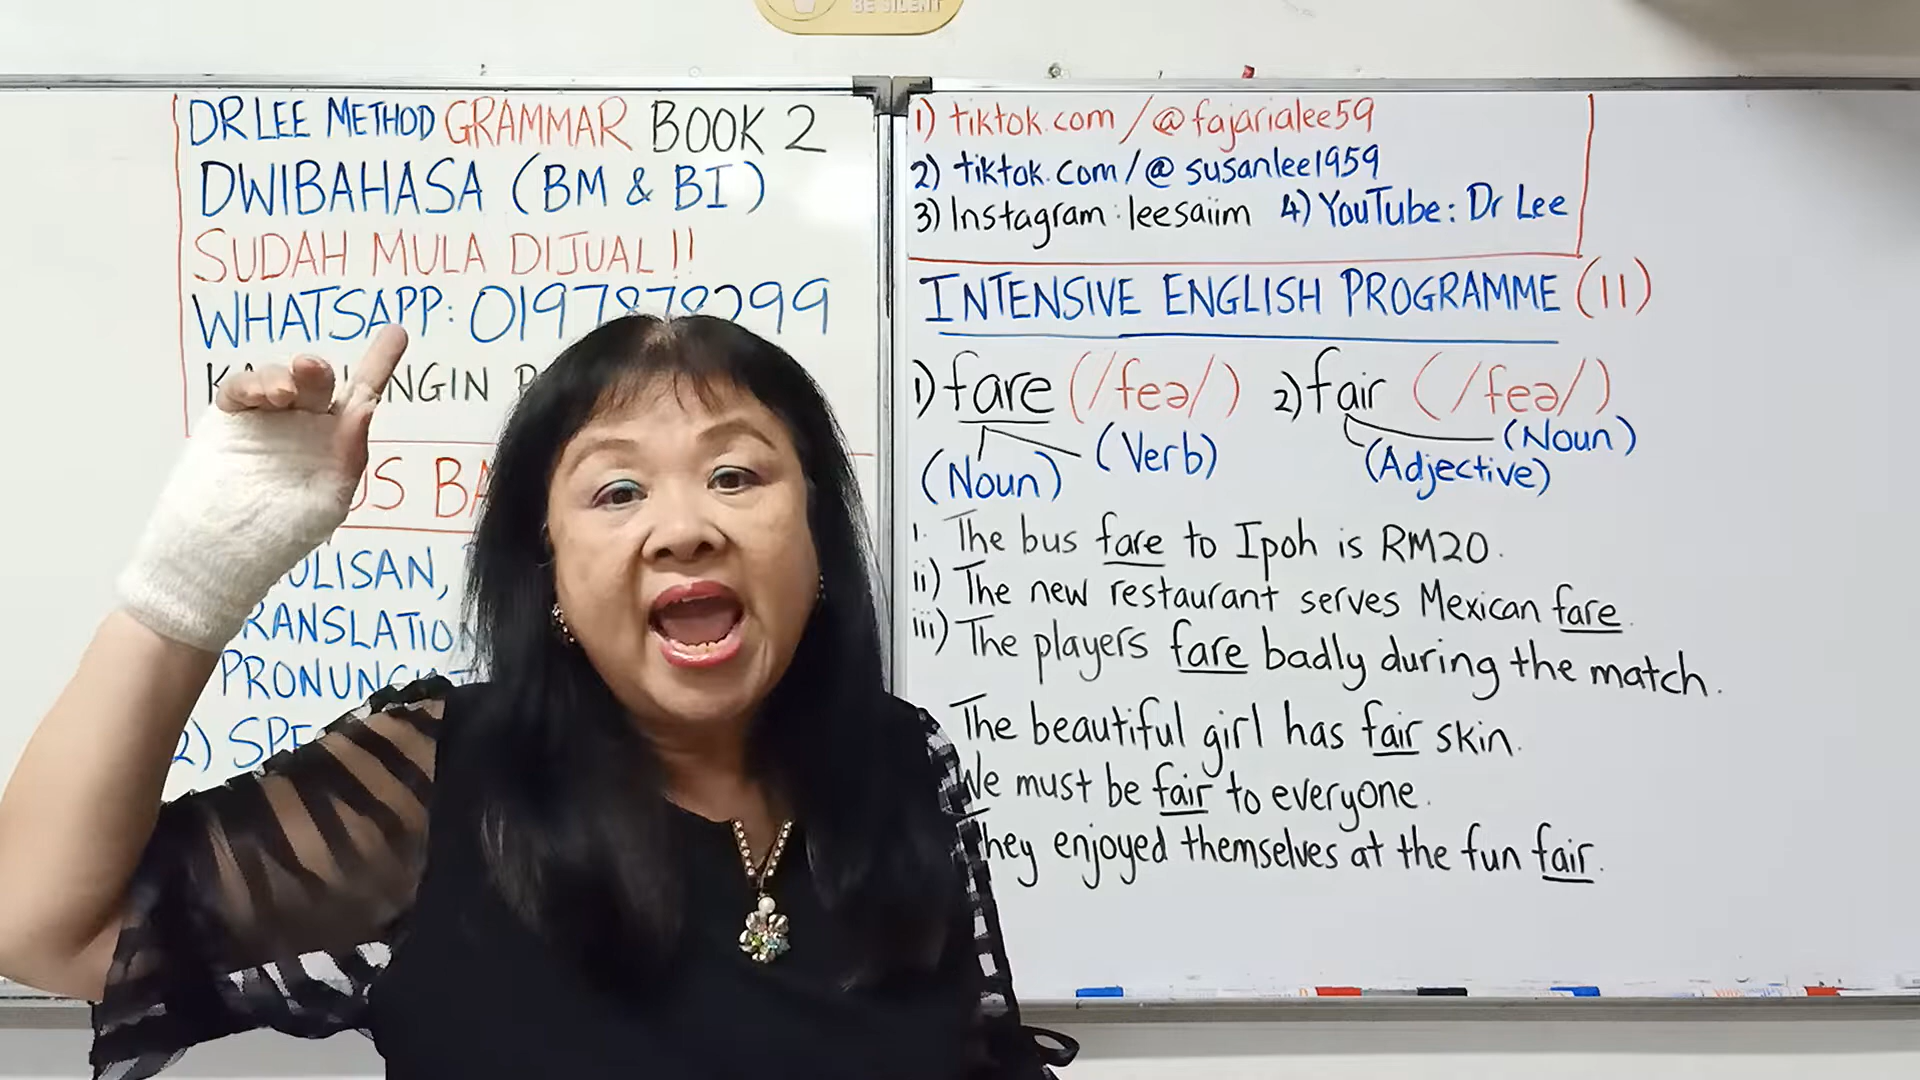 BE SILENT
DR LEE METHOD GRAMMAR BOOK 2
DWIBAHASA (BM & BI)
SUDAH MULA DIJUAL!!
WHATSAPP: 0197878299
NGIN
BA
ULISAN,
RANSLATION
2) SPE
1) tiktok.com/@fajarialee59
2) tiktok.com/@susanlee1959
3) Instagram: leesaiim 4) YouTube: Dr Lee
INTENSIVE ENGLISH PROGRAMME (11)
1) fare (/feə/) 2) fair (/feə/)
(Noun) (Verb) (Adjective) (Noun)
i. The bus fare to Ipoh is RM20.
ii) The new restaurant serves Mexican fare.
iii) The players fare badly during the match.
The beautiful girl has fair skin.
We must be fair to everyone.
hey enjoyed themselves at the fun fair.